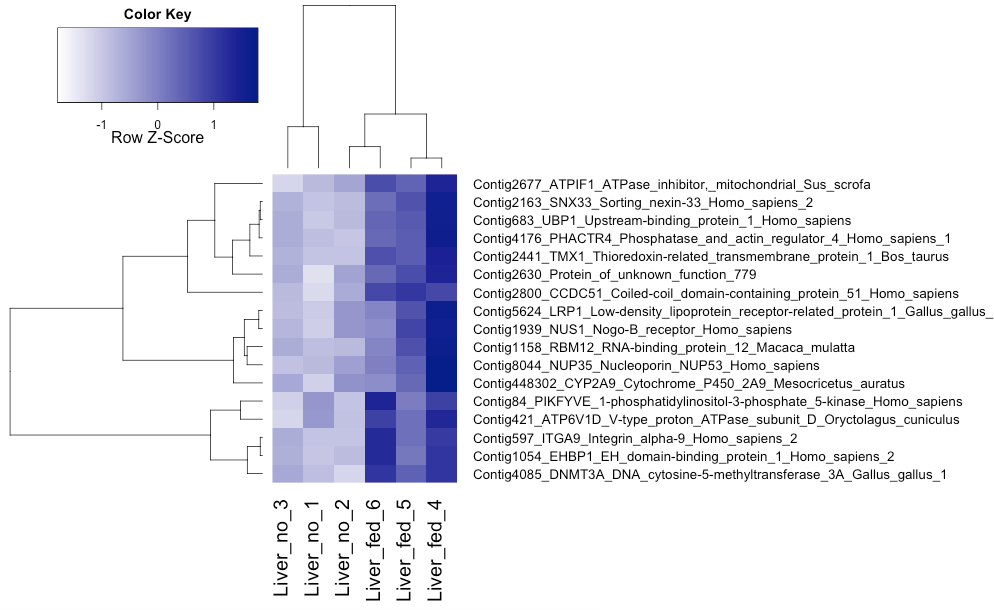 Color Key
-1 0 1
Row Z-Score
Contig2677_ATPIF1_ATPase_inhibitor,_mitochondrial_Sus_scrofa
Contig2163_SNX33_Sorting_nexin-33_Homo_sapiens_2
Contig683_UBP1_Upstream-binding_protein_1_Homo_sapiens
Contig4176_PHACTR4_Phosphatase_and_actin_regulator_4_Homo_sapiens_1
Contig2441_TMX1_Thioredoxin-related_transmembrane_protein_1_Bos_taurus
Contig2630_Protein_of_unknown_function_779
Contig2800_CCDC51_Coiled-coil_domain-containing_protein_51_Homo_sapiens
Contig5624_LRP1_Low-density_lipoprotein_receptor-related_protein_1_Gallus_gallus_
Contig1939_NUS1_Nogo-B_receptor_Homo_sapiens
Contig1158_RBM12_RNA-binding_protein_12_Macaca_mulatta
Contig8044_NUP35_Nucleoporin_NUP53_Homo_sapiens
Contig448302_CYP2A9_Cytochrome_P450_2A9_Mesocricetus_auratus
Contig84_PIKFYVE_1-phosphatidylinositol-3-phosphate_5-kinase_Homo_sapiens
Contig421_ATP6V1D_V-type_proton_ATPase_subunit_D_Oryctolagus_cuniculus
Contig597_ITGA9_Integrin_alpha-9_Homo_sapiens_2
Contig1054_EHBP1_EH_domain-binding_protein_1_Homo_sapiens_2
Contig4085_DNMT3A_DNA_cytosine-5-methyltransferase_3A_Gallus_gallus_1
Liver_no_3
Liver_no_1
Liver_no_2
Liver_fed_6
Liver_fed_5
Liver_fed_4